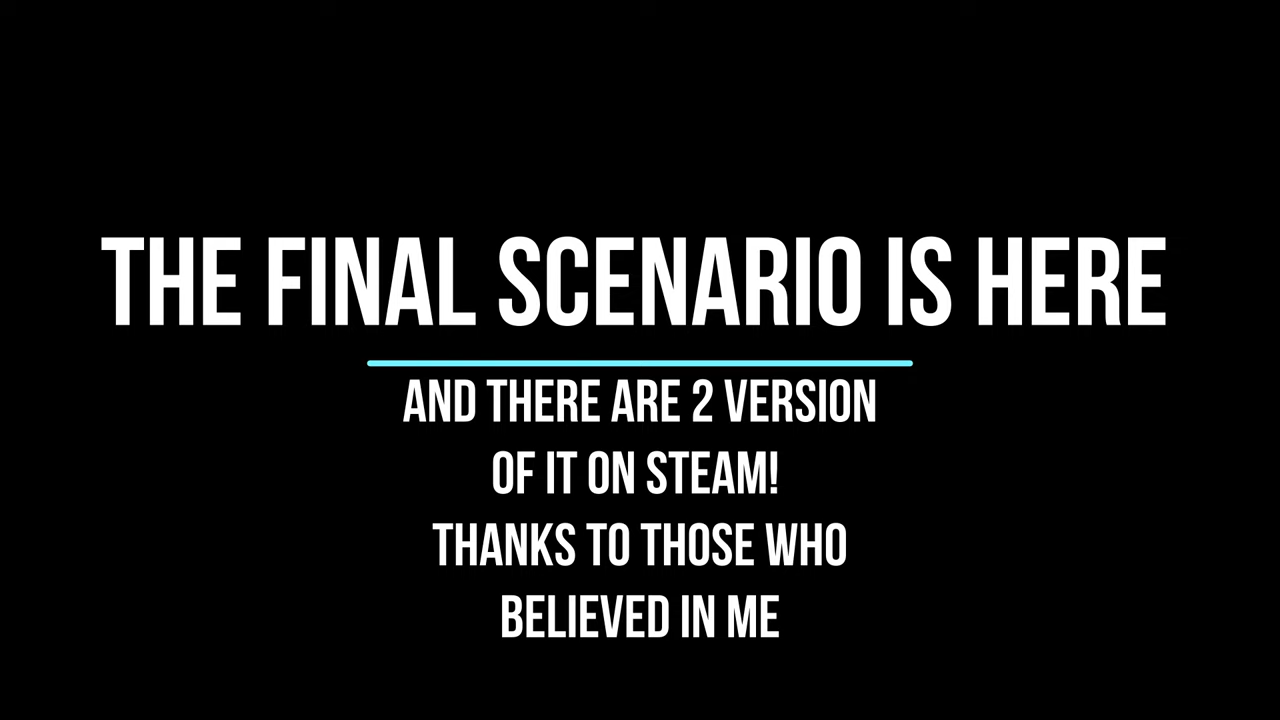 THE FINAL SCENARIO IS HERE
AND THERE ARE 2 VERSION
OF IT ON STEAM!
THANKS TO THOSE WHO
BELIEVED IN ME